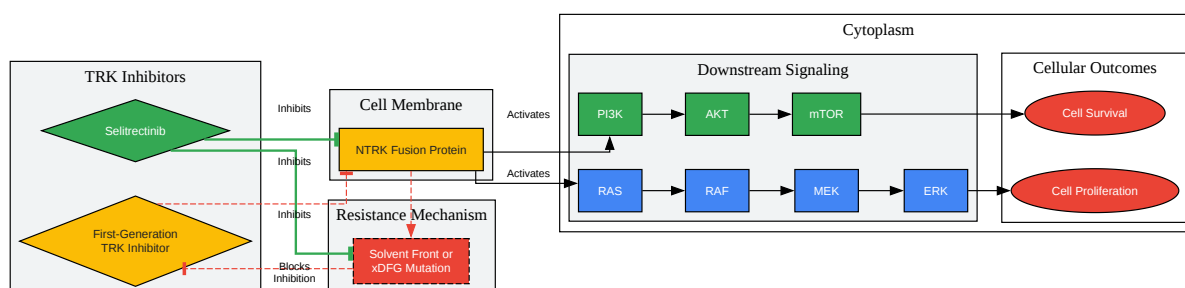 Cytoplasm
TRK Inhibitors
Downstream Signaling
Cellular Outcomes
Cell Membrane
Inhibits
Activates
PI3K
AKT
mTOR
Cell Survival
Selitrectinib
NTRK Fusion Protein
Inhibits
Activates
RAS
RAF
MEK
ERK
Cell Proliferation
Inhibits
Resistance Mechanism
First-Generation
TRK Inhibitor
Solvent Front or
xDFG Mutation
Blocks
Inhibition